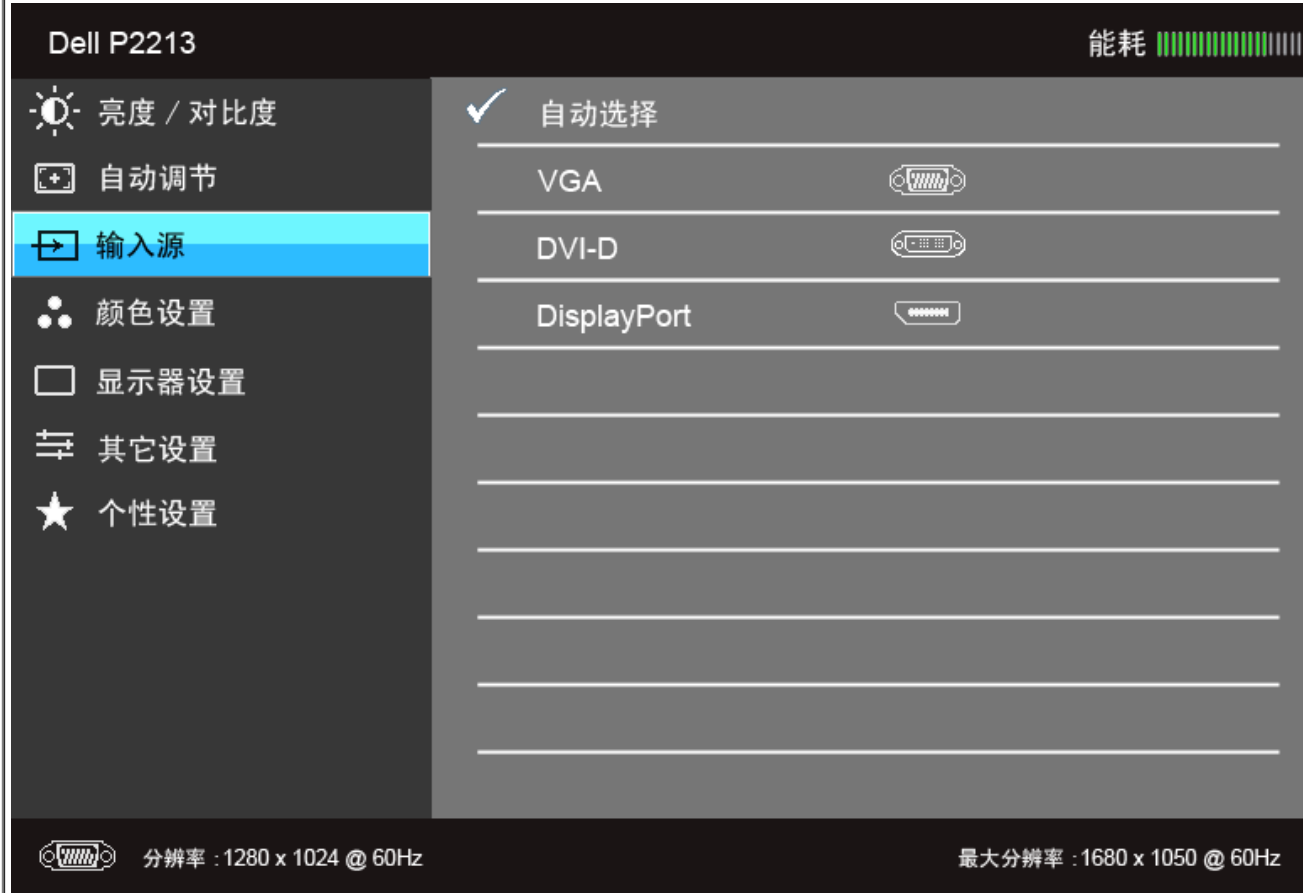 Dell P2213
能耗
亮度 / 对比度
自动选择
自动调节
VGA
输入源
DVI-D
颜色设置
DisplayPort
显示器设置
其它设置
个性设置
分辨率 : 1280 x 1024 @ 60Hz
最大分辨率 : 1680 x 1050 @ 60Hz